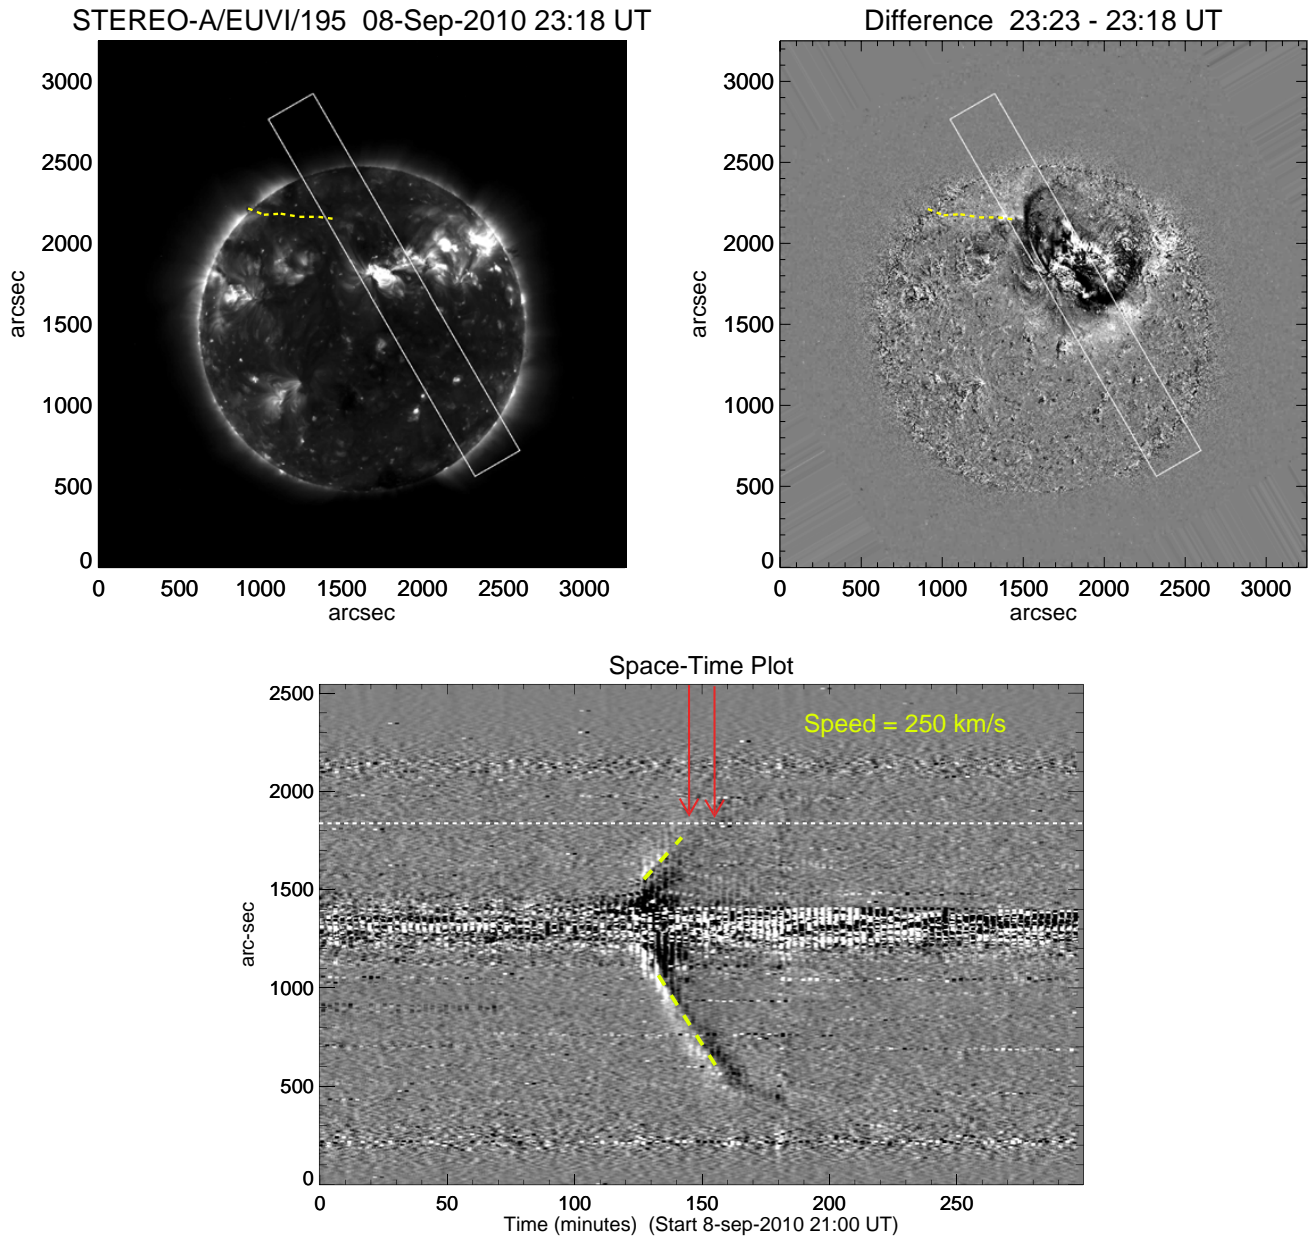 STEREO-A/EUVI/195 08-Sep-2010 23:18 UT
3000
2500
2000
1500
1000
500
0
arcsec
0 500 1000 1500 2000 2500 3000
arcsec
Difference 23:23 - 23:18 UT
3000
2500
2000
1500
1000
500
0
arcsec
0 500 1000 1500 2000 2500 3000
arcsec
Space-Time Plot
Speed = 250 km/s
2500
2000
1500
1000
500
0
arc-sec
0 50 100 150 200 250
Time (minutes) (Start 8-sep-2010 21:00 UT)